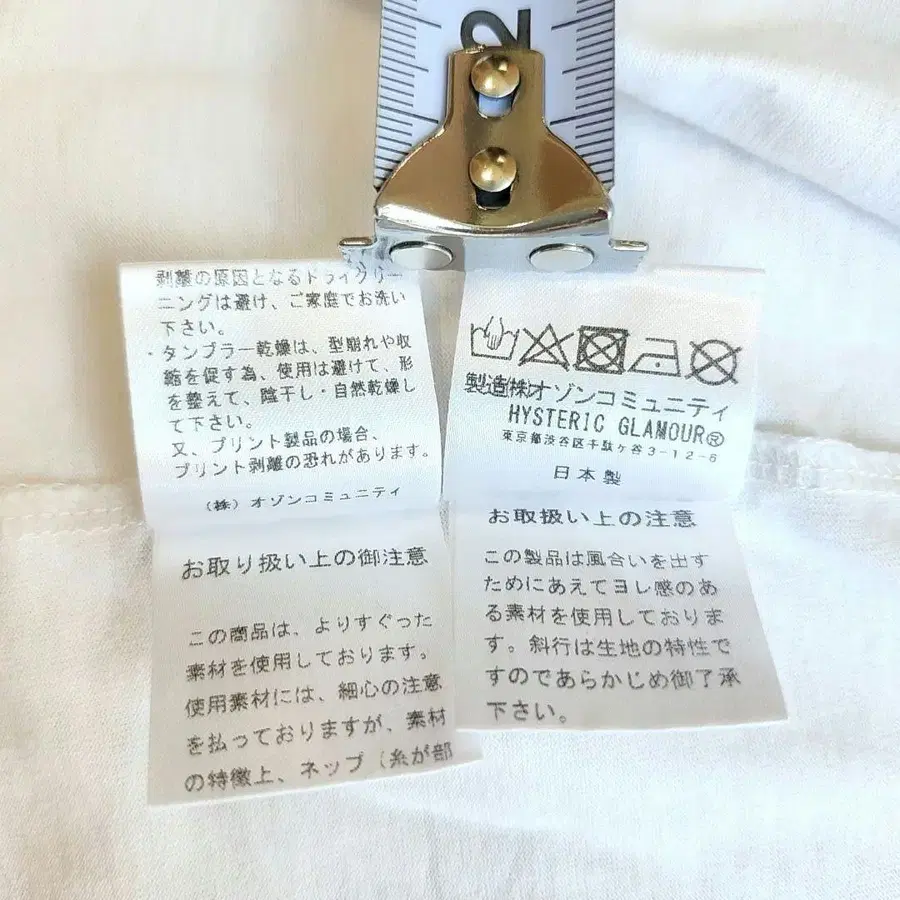 2
剥離の原因となるドライクリー
ニングは避け、ご家庭でお洗い
下さい。
・タンブラー乾燥は、型崩れや収
縮を促す為、使用は避けて、形
を整えて、陰干し・自然乾燥し
て下さい。
又、プリント製品の場合、
プリント剥離の恐れがあります。
（株）オゾンコミュニティ
お取り扱い上の御注意
この商品は、よりすぐった
素材を使用しております。
使用素材には、細心の注意
を払っておりますが、素材
の特徴上、ネップ（糸が部
製造㈱オゾンコミュニティ
HYSTERIC GLAMOUR®
東京都渋谷区千駄ヶ谷3-12-6
日本製
お取扱い上の注意
この製品は風合いを出す
ためにあえてヨレ感のあ
る素材を使用しておりま
す。斜行は生地の特性で
すのであらかじめ御了承
下さい。